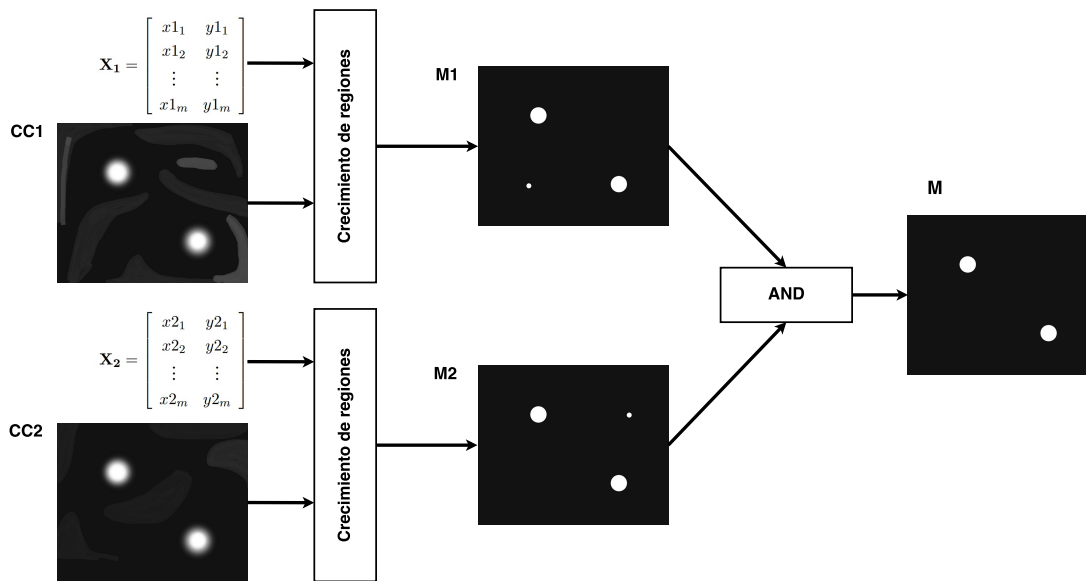 X₁ = [ x1₁ y1₁
x1₂ y1₂
⋮ ⋮
x1ₘ y1ₘ ]
CC1
Crecimiento de regiones
M1
M
AND
X₂ = [ x2₁ y2₁
x2₂ y2₂
⋮ ⋮
x2ₘ y2ₘ ]
CC2
Crecimiento de regiones
M2